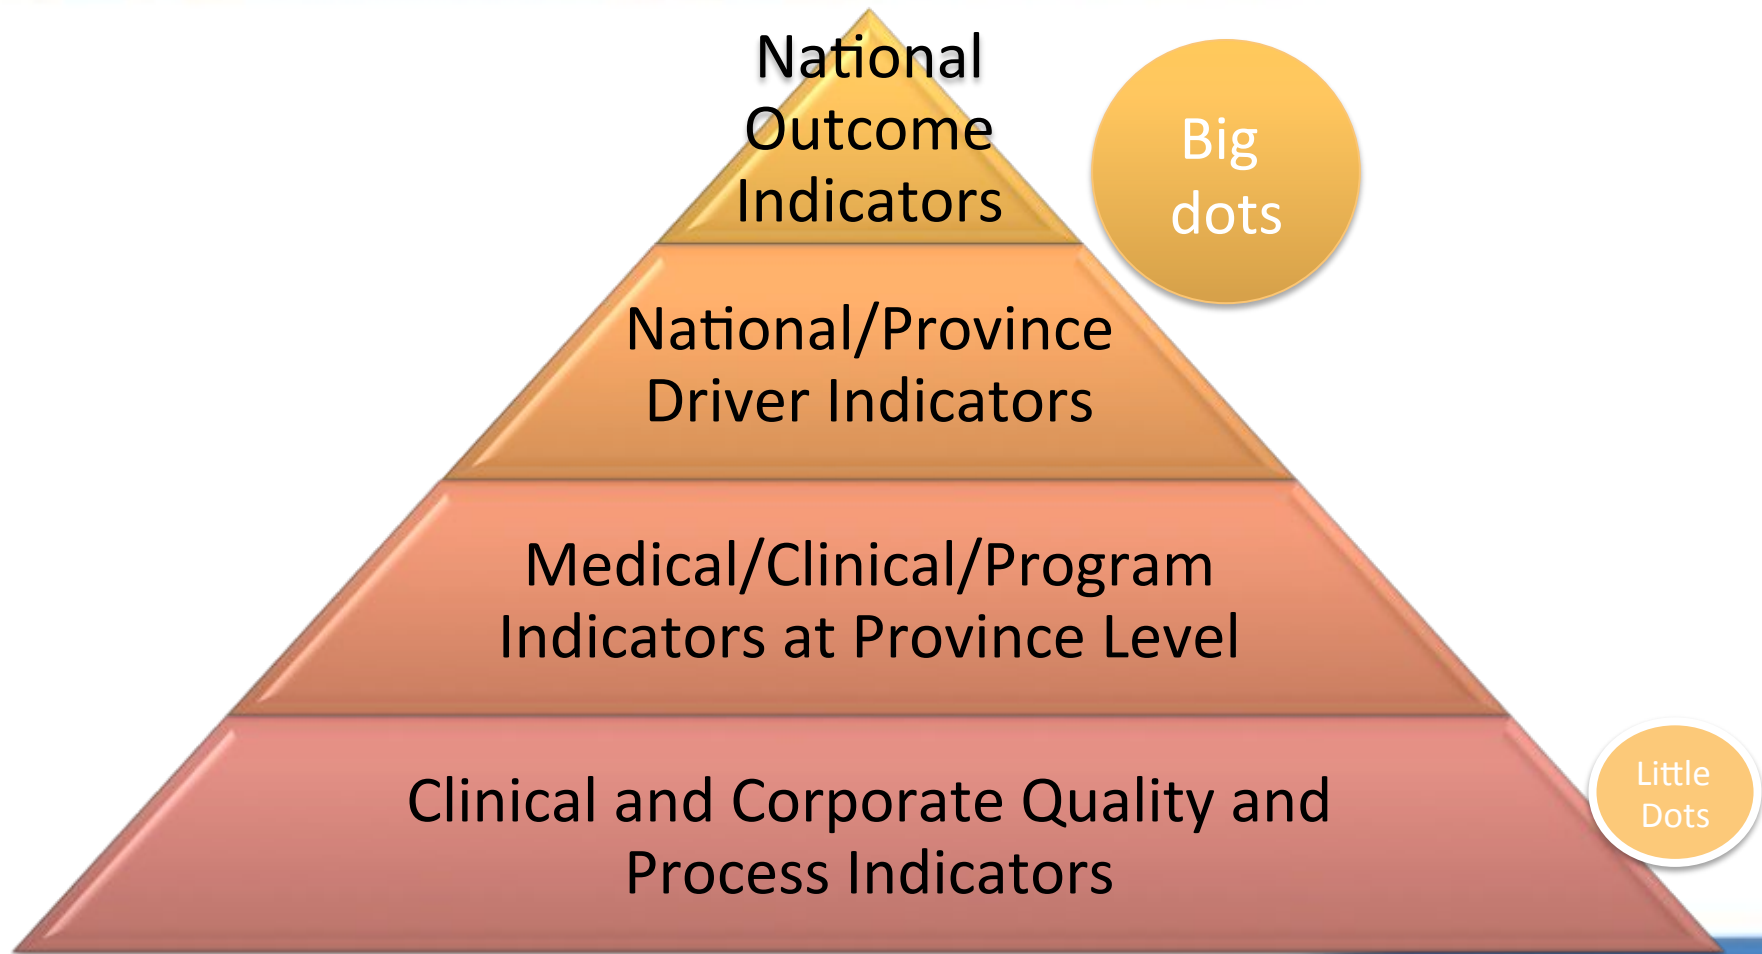 National
Outcome
Indicators
Big
dots
National/Province
Driver Indicators
Medical/Clinical/Program
Indicators at Province Level
Clinical and Corporate Quality and
Process Indicators
Little
Dots